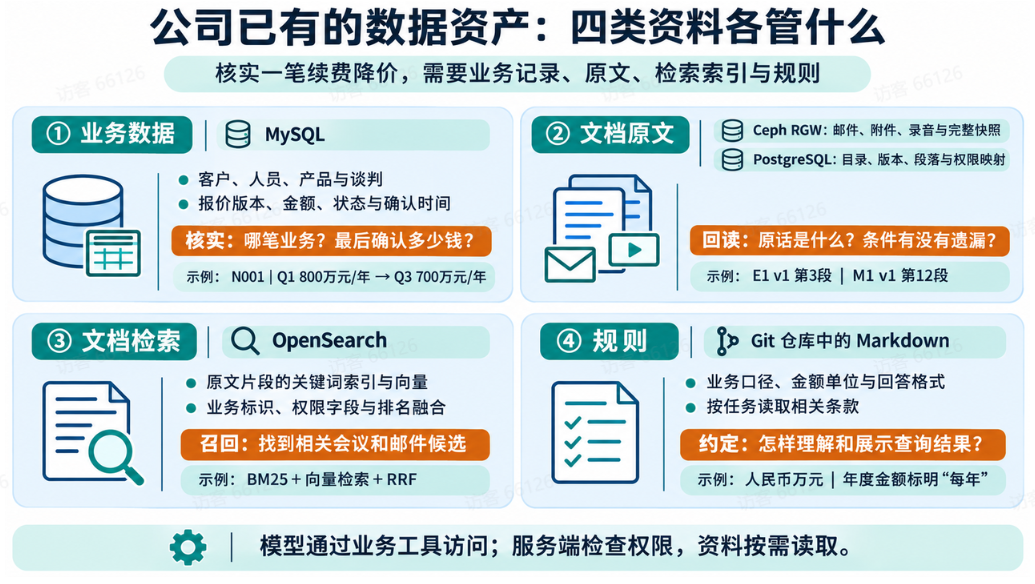 公司已有的数据资产：四类资料各管什么
核实一笔续费降价，需要业务记录、原文、检索索引与规则
① 业务数据
MySQL
客户、人员、产品与谈判
报价版本、金额、状态与确认时间
核实：哪笔业务？最后确认多少钱？
示例： N001 | Q1 800万元/年 → Q3 700万元/年
② 文档原文
Ceph RGW：邮件、附件、录音与完整快照
PostgreSQL：目录、版本、段落与权限映射
回读：原话是什么？条件有没有遗漏？
示例： E1 v1 第3段 | M1 v1 第12段
③ 文档检索
OpenSearch
原文片段的关键词索引与向量
业务标识、权限字段与排名融合
召回：找到相关会议和邮件候选
示例： BM25 + 向量检索 + RRF
④ 规则
Git 仓库中的 Markdown
业务口径、金额单位与回答格式
按任务读取相关条款
约定：怎样理解和展示查询结果？
示例： 人民币万元 | 年度金额标明“每年”
模型通过业务工具访问；服务端检查权限，资料按需读取。
访客 66126